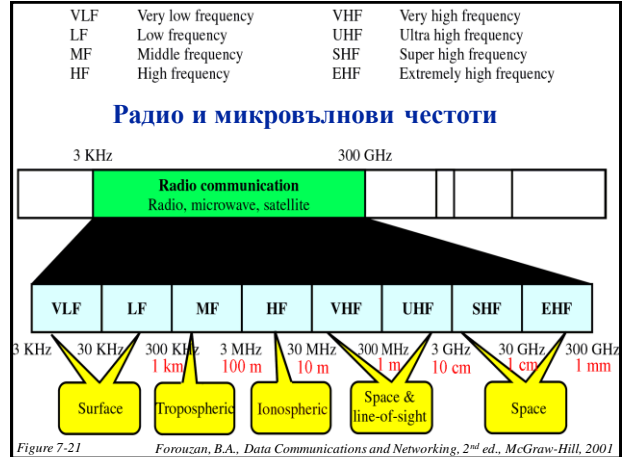 VLF Very low frequency VHF Very high frequency
LF Low frequency UHF Ultra high frequency
MF Middle frequency SHF Super high frequency
HF High frequency EHF Extremely high frequency
Радио и микровълнови честоти
3 KHz 300 GHz
Radio communication
Radio, microwave, satellite
VLF LF MF HF VHF UHF SHF EHF
3 KHz 30 KHz 300 KHz 3 MHz 30 MHz 300 MHz 3 GHz 30 GHz 300 GHz
1 km 100 m 10 m 1 m 10 cm 1 cm 1 mm
Surface Tropospheric Ionospheric Space & line-of-sight Space
Figure 7-21 Forouzan, B.A., Data Communications and Networking, 2nd ed., McGraw-Hill, 2001